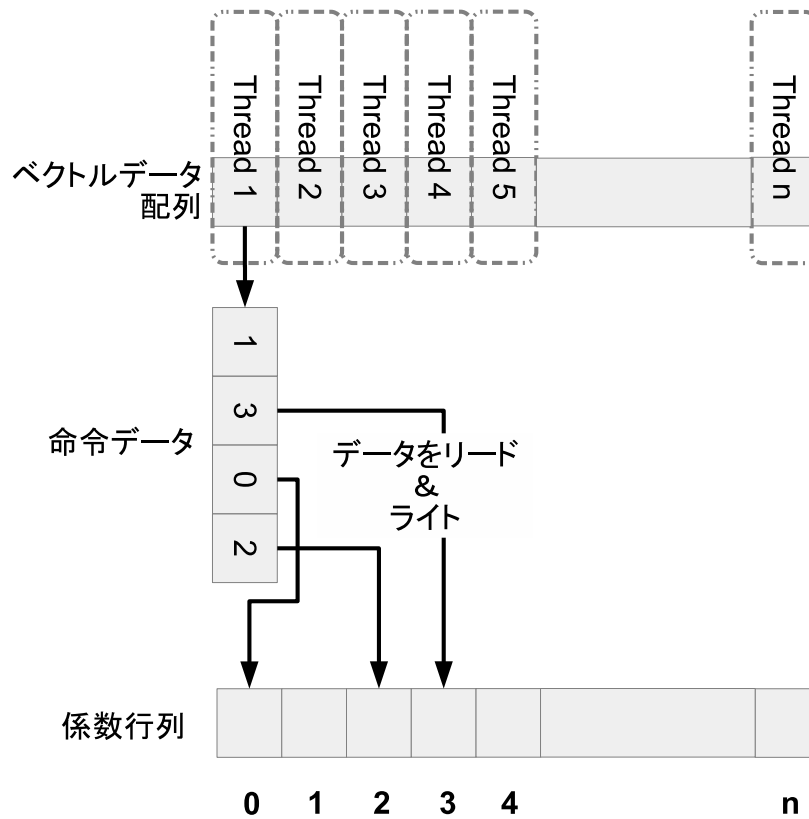 Thread 1
Thread 2
Thread 3
Thread 4
Thread 5
Thread n
ベクトルデータ
配列
1
3
0
2
命令データ
データをリード
&
ライト
係数行列
0 1 2 3 4 n